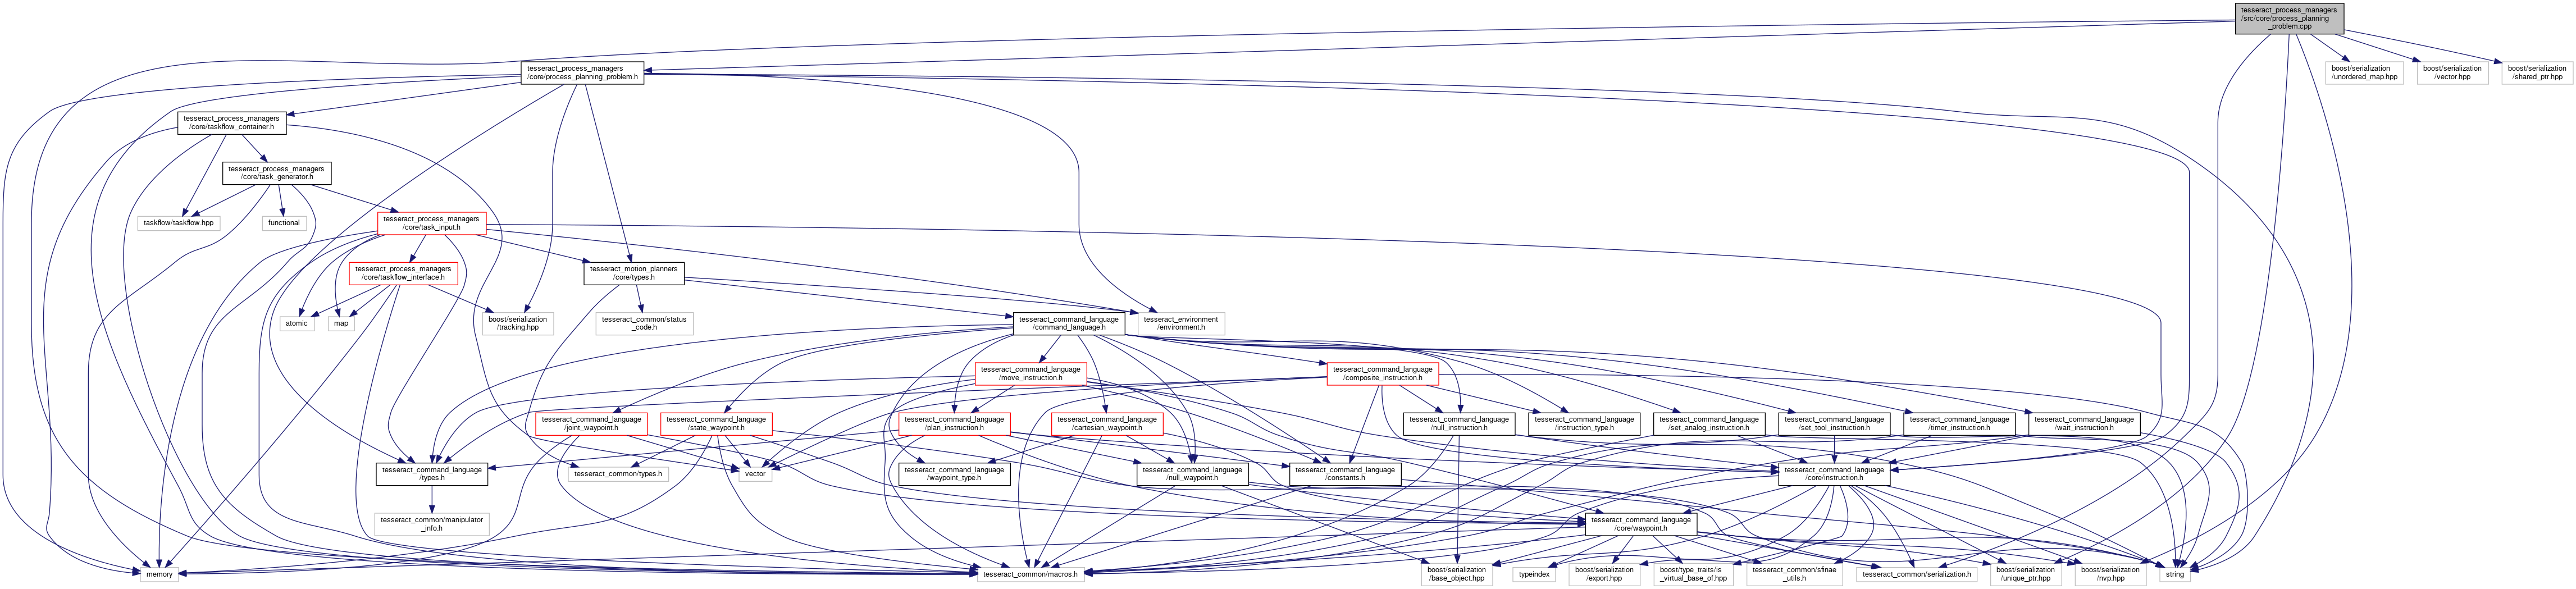 tesseract_process_managers
/src/core/process_planning
_problem.cpp
tesseract_process_managers
/core/process_planning_problem.h
boost/serialization
/unordered_map.hpp
boost/serialization
/vector.hpp
boost/serialization
/shared_ptr.hpp
tesseract_process_managers
/core/taskflow_container.h
tesseract_process_managers
/core/task_generator.h
taskflow/taskflow.hpp
functional
tesseract_process_managers
/core/task_input.h
tesseract_process_managers
/core/taskflow_interface.h
tesseract_motion_planners
/core/types.h
atomic
map
boost/serialization
/tracking.hpp
tesseract_common/status
_code.h
tesseract_command_language
/command_language.h
tesseract_environment
/environment.h
tesseract_command_language
/move_instruction.h
tesseract_command_language
/composite_instruction.h
tesseract_command_language
/joint_waypoint.h
tesseract_command_language
/state_waypoint.h
tesseract_command_language
/plan_instruction.h
tesseract_command_language
/cartesian_waypoint.h
tesseract_command_language
/null_instruction.h
tesseract_command_language
/instruction_type.h
tesseract_command_language
/set_analog_instruction.h
tesseract_command_language
/set_tool_instruction.h
tesseract_command_language
/timer_instruction.h
tesseract_command_language
/wait_instruction.h
tesseract_command_language
/types.h
tesseract_common/types.h
vector
tesseract_command_language
/waypoint_type.h
tesseract_command_language
/null_waypoint.h
tesseract_command_language
/constants.h
tesseract_command_language
/core/instruction.h
tesseract_common/manipulator
_info.h
tesseract_command_language
/core/waypoint.h
memory
tesseract_common/macros.h
boost/serialization
/base_object.hpp
typeindex
boost/serialization
/export.hpp
boost/type_traits/is
_virtual_base_of.hpp
tesseract_common/sfinae
_utils.h
tesseract_common/serialization.h
boost/serialization
/unique_ptr.hpp
boost/serialization
/nvp.hpp
string